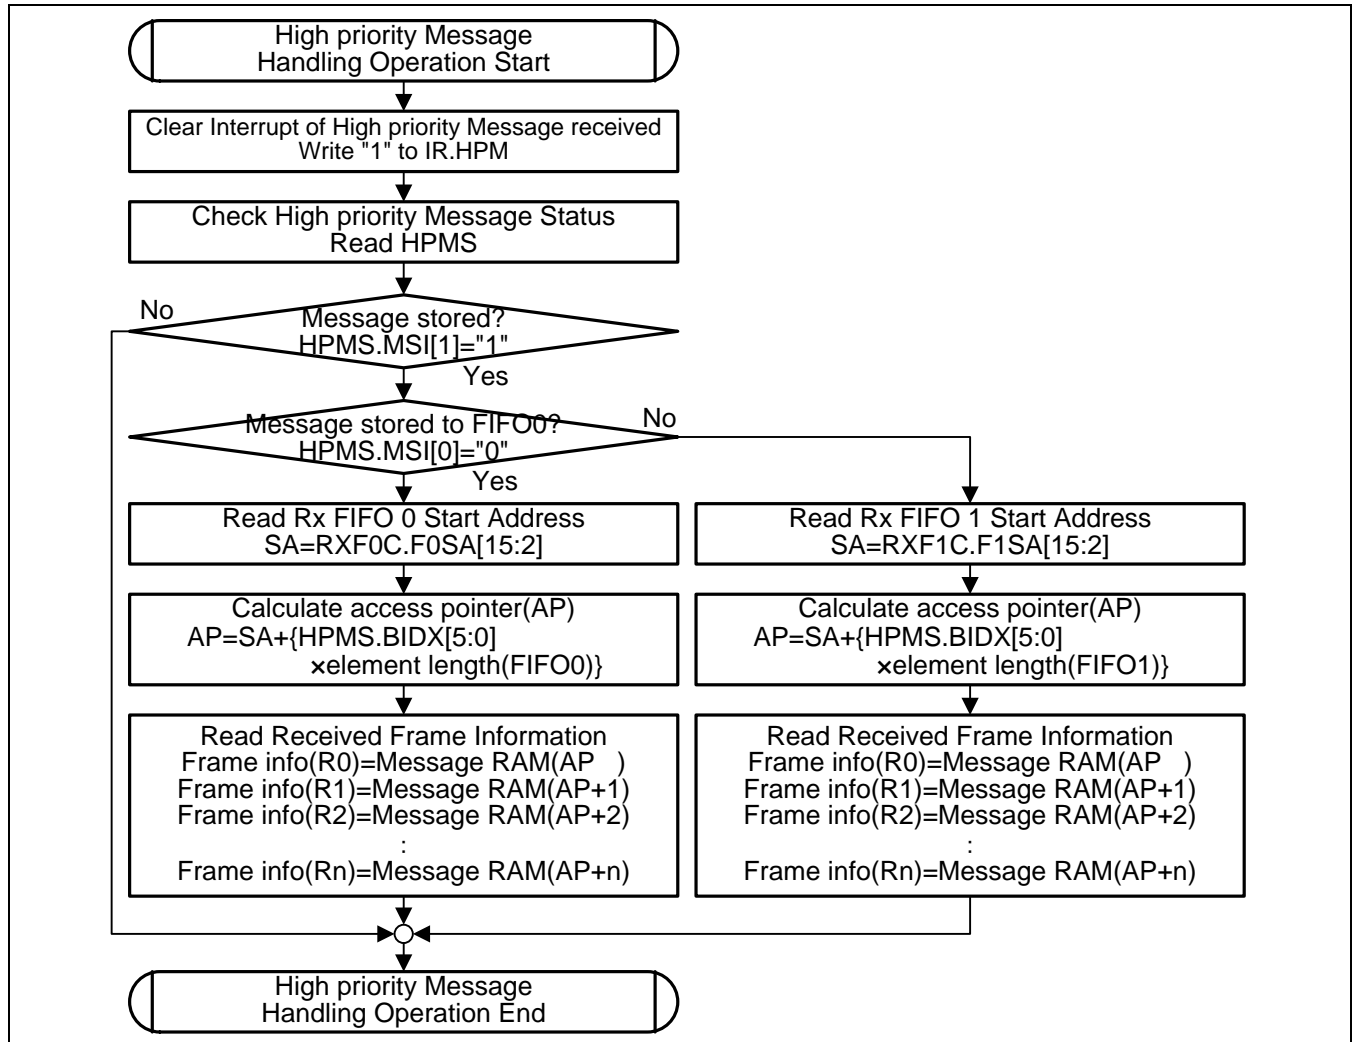 High priority Message
Handling Operation Start
Clear Interrupt of High priority Message received
Write "1" to IR.HPM
Check High priority Message Status
Read HPMS
No
Message stored?
HPMS.MSI[1]="1"
Yes
Message stored to FIFO0?
HPMS.MSI[0]="0"
No
Yes
Read Rx FIFO 0 Start Address
SA=RXF0C.F0SA[15:2]
Calculate access pointer(AP)
AP=SA+{HPMS.BIDX[5:0]
×element length(FIFO0)}
Read Received Frame Information
Frame info(R0)=Message RAM(AP   )
Frame info(R1)=Message RAM(AP+1)
Frame info(R2)=Message RAM(AP+2)
:
Frame info(Rn)=Message RAM(AP+n)
Read Rx FIFO 1 Start Address
SA=RXF1C.F1SA[15:2]
Calculate access pointer(AP)
AP=SA+{HPMS.BIDX[5:0]
×element length(FIFO1)}
Read Received Frame Information
Frame info(R0)=Message RAM(AP   )
Frame info(R1)=Message RAM(AP+1)
Frame info(R2)=Message RAM(AP+2)
:
Frame info(Rn)=Message RAM(AP+n)
High priority Message
Handling Operation End